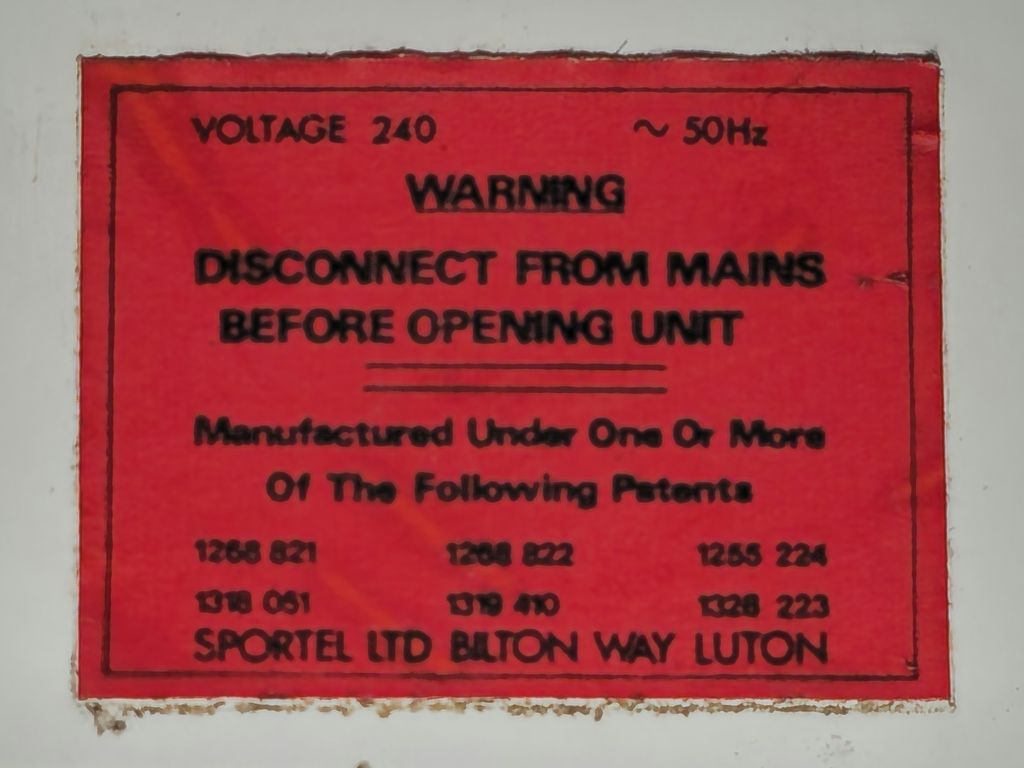 VOLTAGE 240 ~ 50Hz
WARNING
DISCONNECT FROM MAINS
BEFORE OPENING UNIT
Manufactured Under One Or More
Of The Following Patents
1268 821 1268 822 1255 224
1318 051 1319 410 1328 223
SPORTEL LTD BILTON WAY LUTON